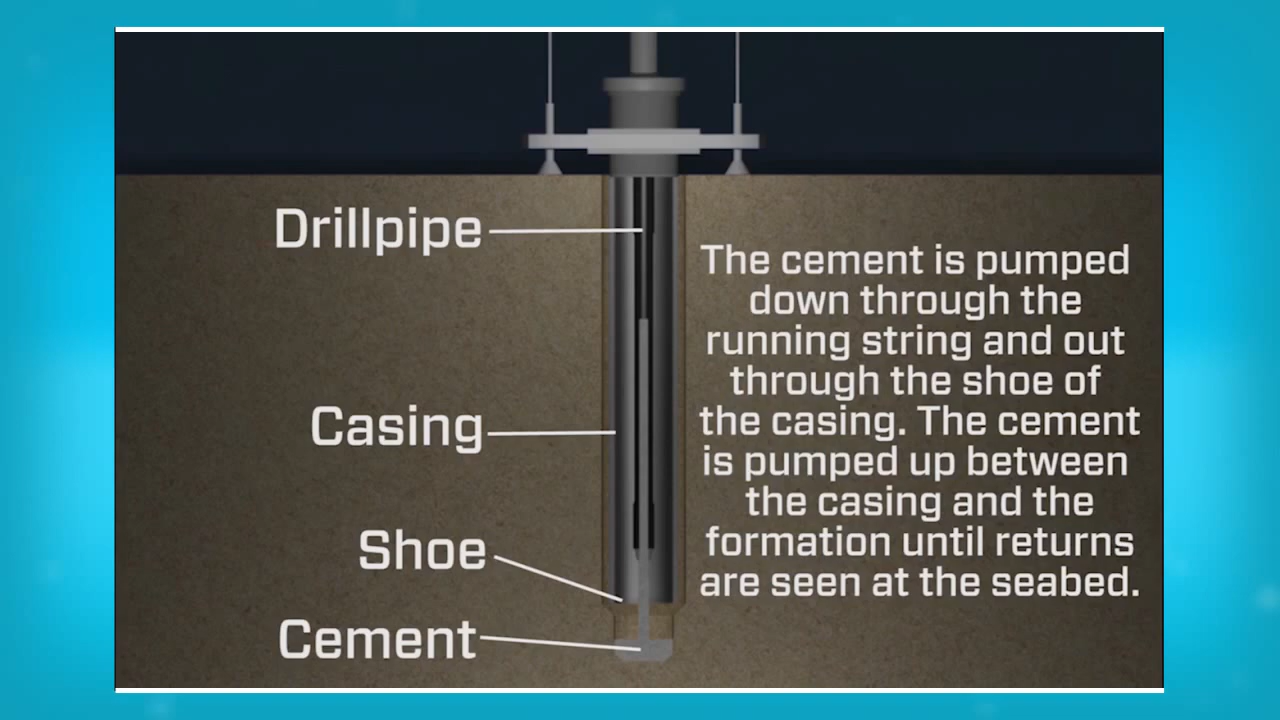 Drillpipe
Casing
Shoe
Cement
The cement is pumped
down through the
running string and out
through the shoe of
the casing. The cement
is pumped up between
the casing and the
formation until returns
are seen at the seabed.